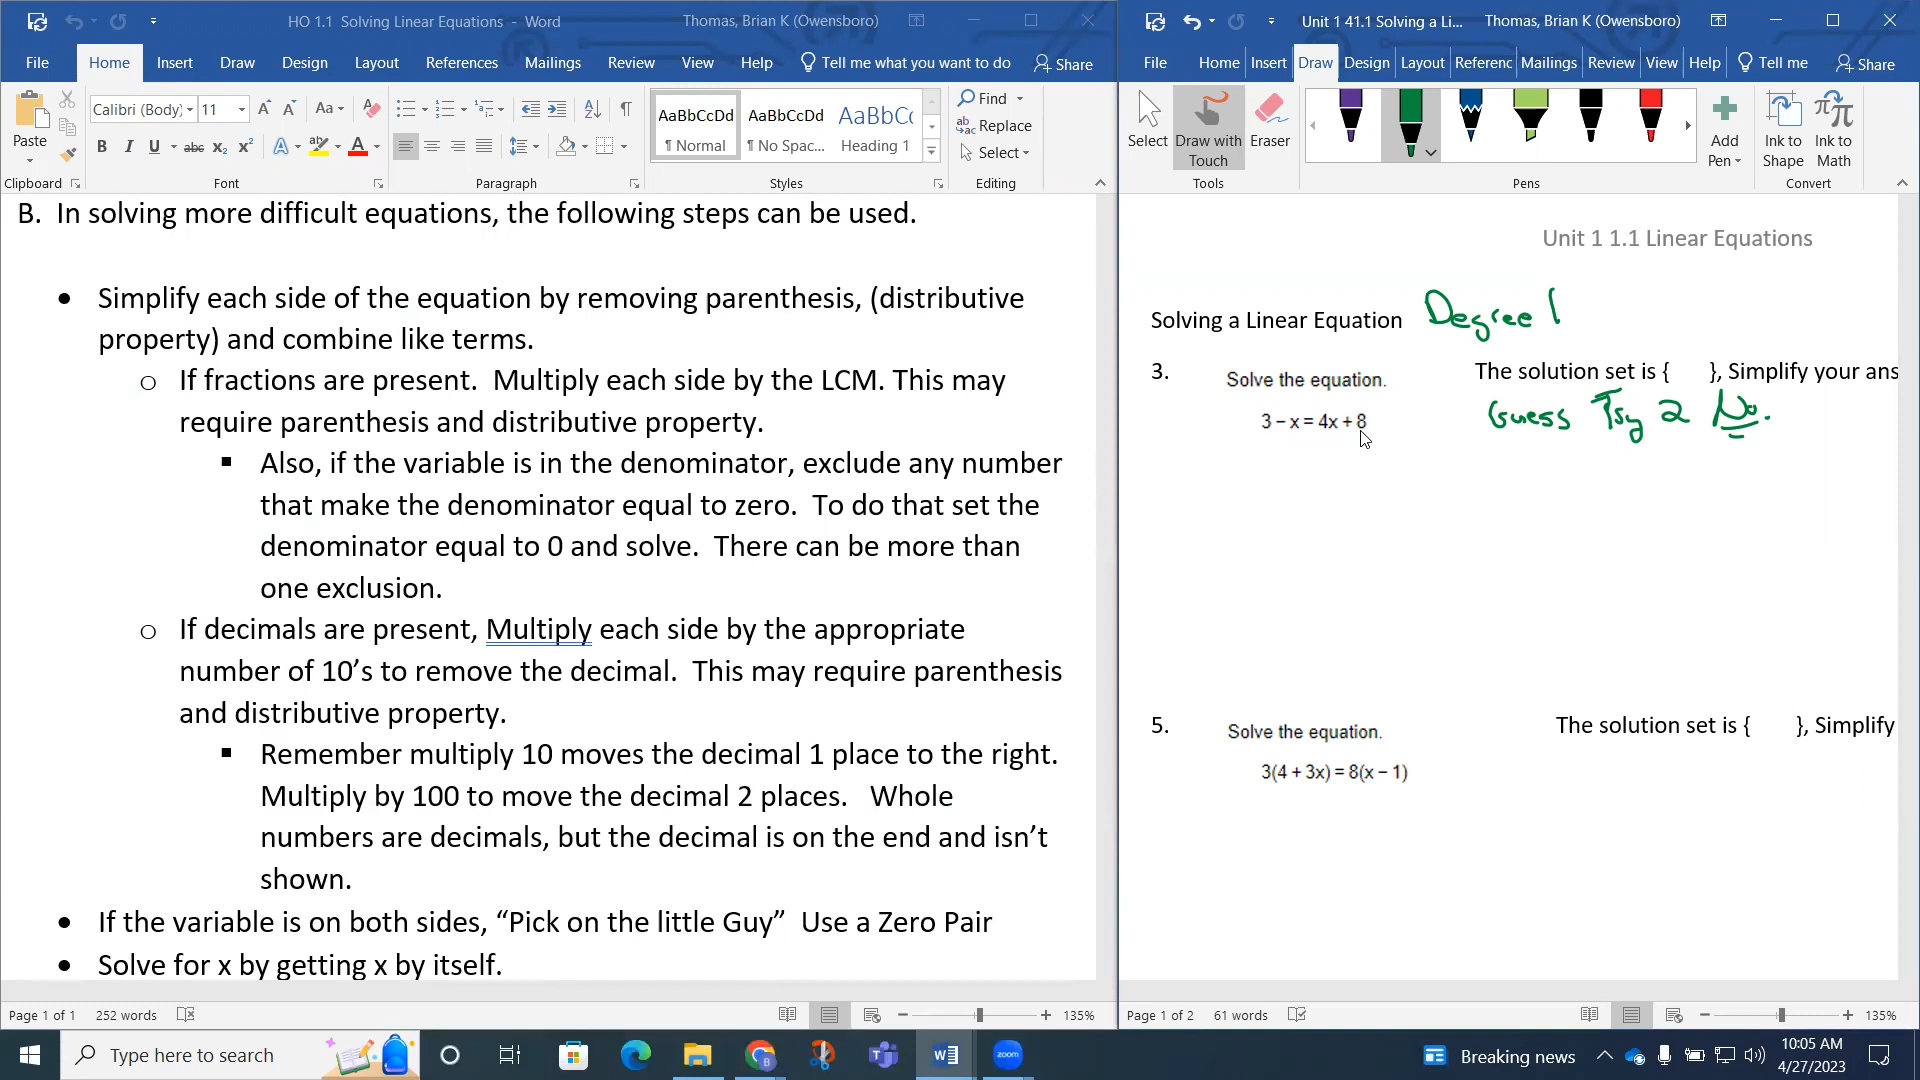 HO 1.1 Solving Linear Equations - Word
Thomas, Brian K (Owensboro)
File Home Insert Draw Design Layout References Mailings Review View Help Tell me what you want to do Share
Calibri (Body) 11
Paste
Clipboard Font Paragraph Styles Editing
AaBbCcDd AaBbCcDd AaBbCc
¶ Normal ¶ No Spac... Heading 1
Find
Replace
Select
B. In solving more difficult equations, the following steps can be used.
• Simplify each side of the equation by removing parenthesis, (distributive
property) and combine like terms.
o If fractions are present. Multiply each side by the LCM. This may
require parenthesis and distributive property.
▪ Also, if the variable is in the denominator, exclude any number
that make the denominator equal to zero. To do that set the
denominator equal to 0 and solve. There can be more than
one exclusion.
o If decimals are present, Multiply each side by the appropriate
number of 10’s to remove the decimal. This may require parenthesis
and distributive property.
▪ Remember multiply 10 moves the decimal 1 place to the right.
Multiply by 100 to move the decimal 2 places. Whole
numbers are decimals, but the decimal is on the end and isn’t
shown.
• If the variable is on both sides, “Pick on the little Guy” Use a Zero Pair
• Solve for x by getting x by itself.
Page 1 of 1 252 words 135%
Unit 1 41.1 Solving a Li... Thomas, Brian K (Owensboro)
File Home Insert Draw Design Layout Referenc Mailings Review View Help Tell me Share
Select Draw with Touch Eraser
Add Pen
Ink to Shape
Ink to Math
Tools Pens Convert
Unit 1 1.1 Linear Equations
Solving a Linear Equation Degree 1
3. Solve the equation. The solution set is { }, Simplify your ans
3 − x = 4x + 8 Guess Try 2 No.
5. Solve the equation. The solution set is { }, Simplify
3(4 + 3x) = 8(x − 1)
Page 1 of 2 61 words 135%
Type here to search
zoom
Breaking news
10:05 AM
4/27/2023